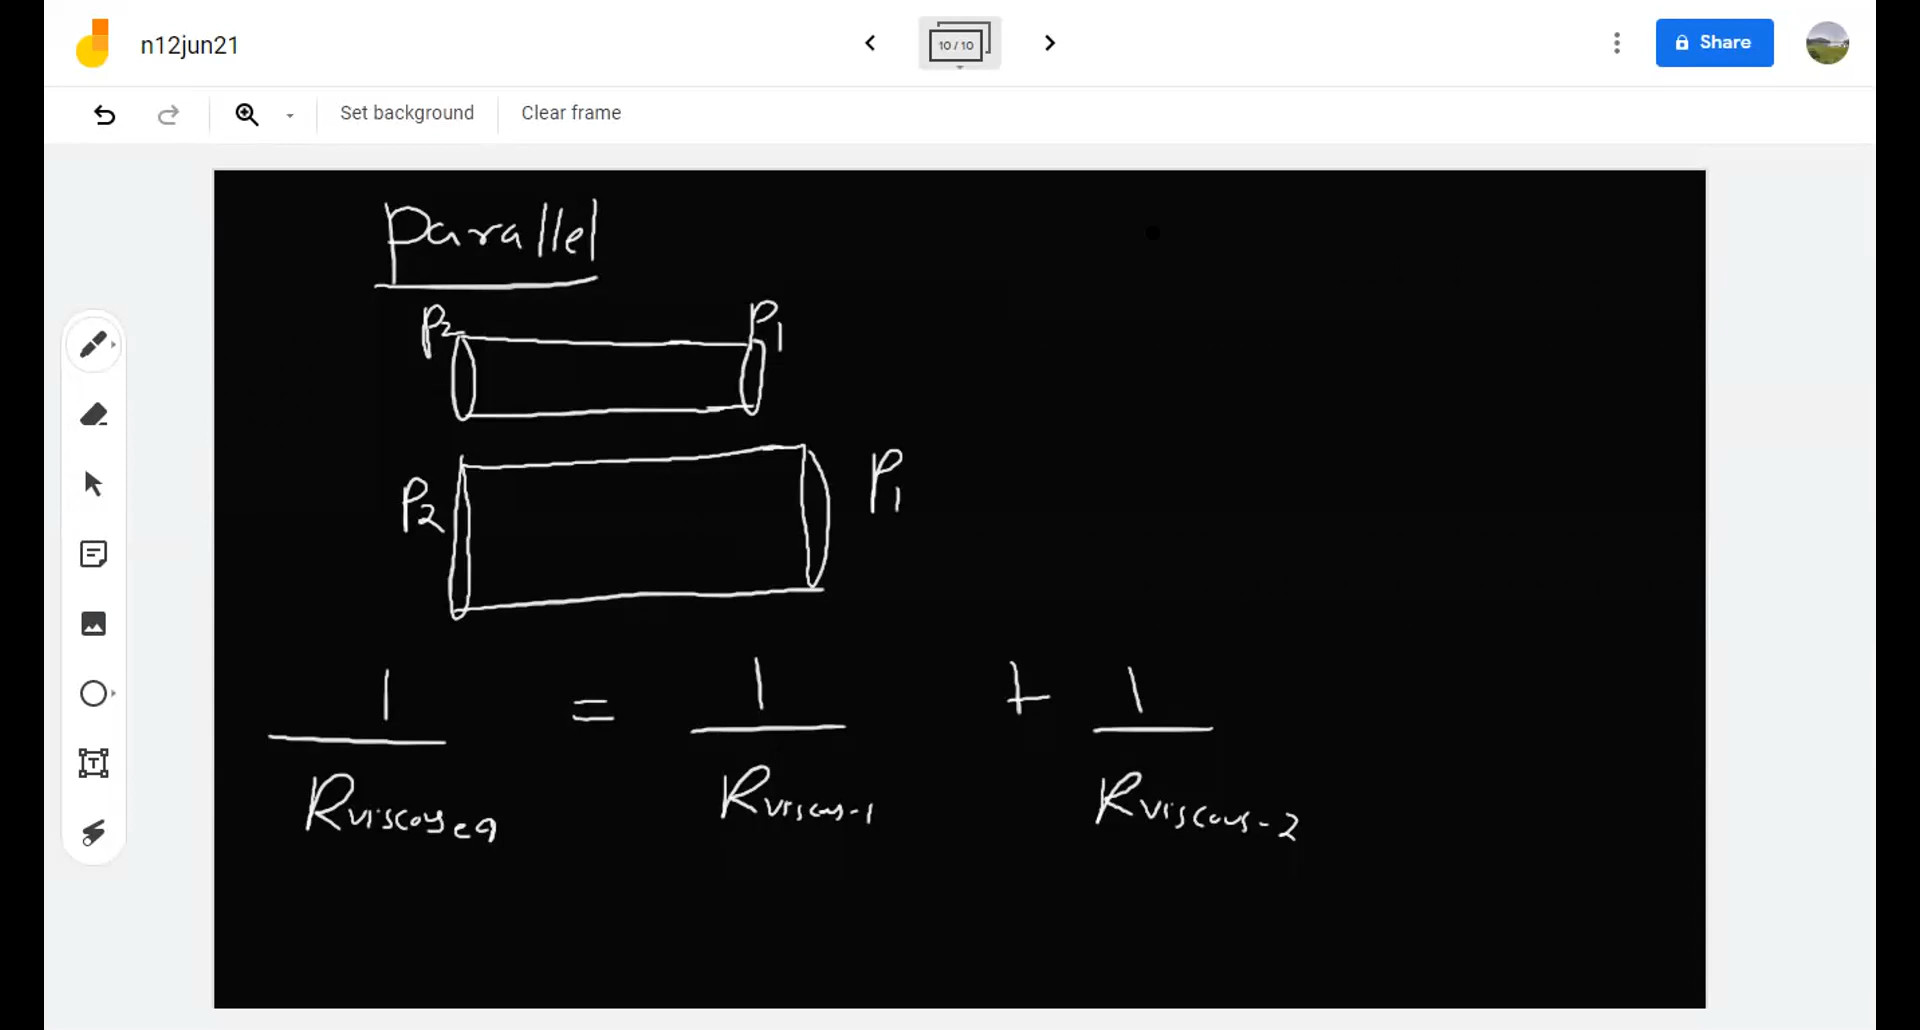 n12jun21
10 / 10
Share
Set background
Clear frame
Parallel
P2 P1
P2 P1
1 = 1 + 1
Rviscous eq Rviscous-1 Rviscous-2